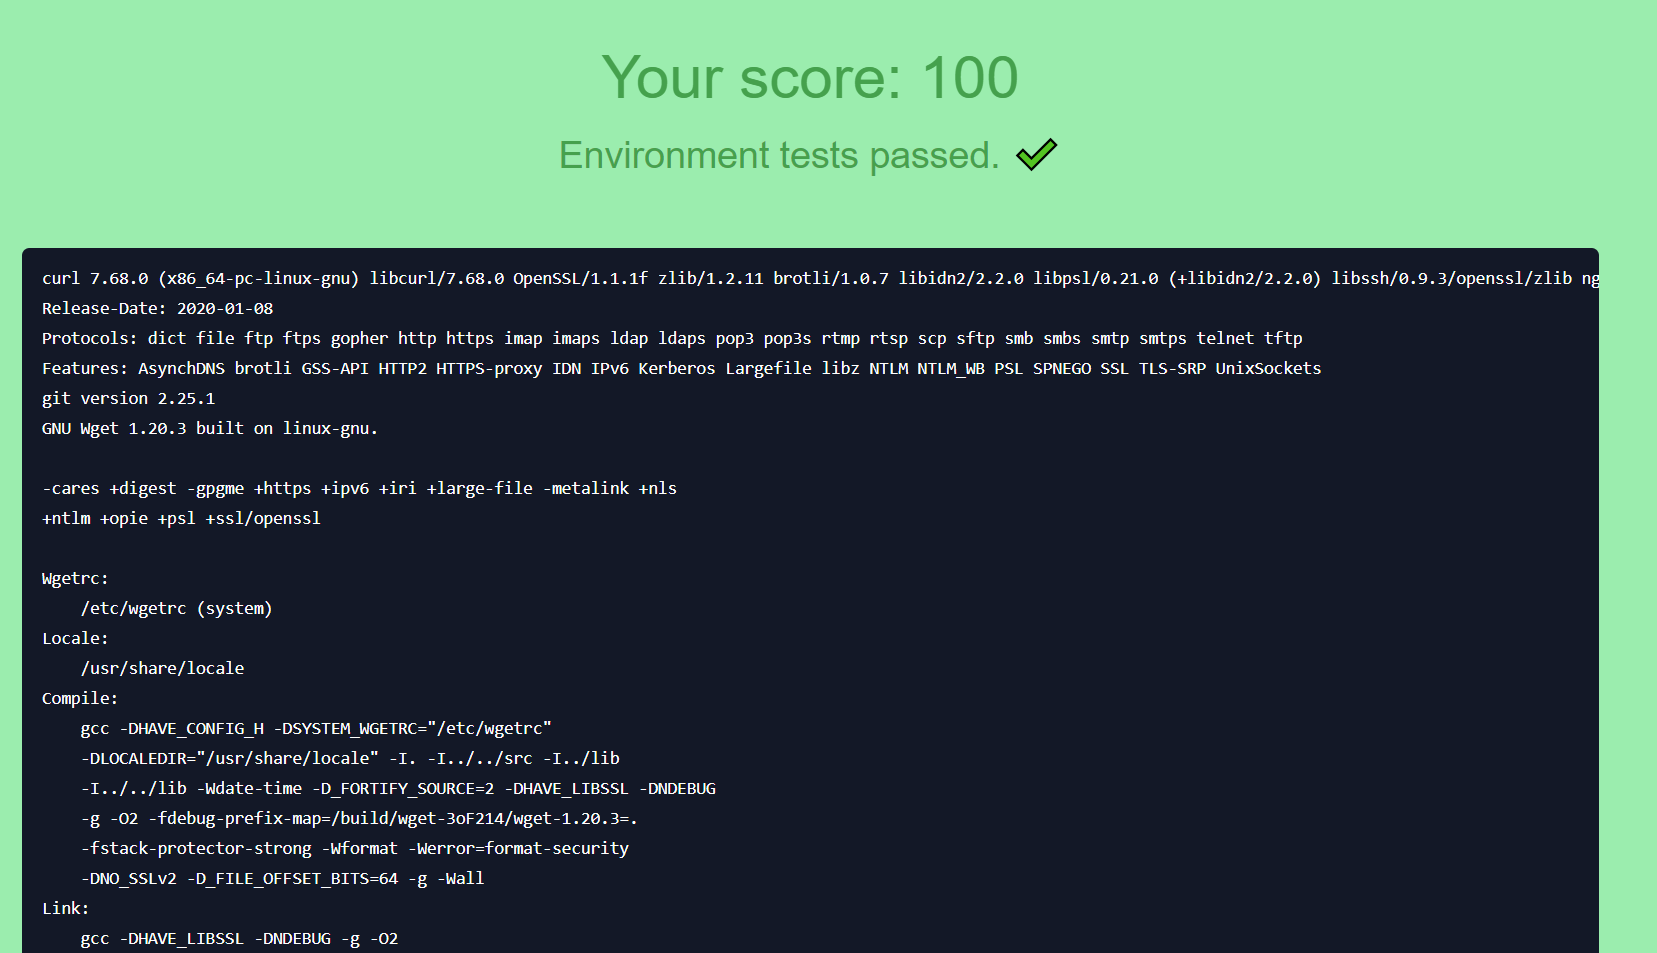 Your score: 100
Environment tests passed.
curl 7.68.0 (x86_64-pc-linux-gnu) libcurl/7.68.0 OpenSSL/1.1.1f zlib/1.2.11 brotli/1.0.7 libidn2/2.2.0 libpsl/0.21.0 (+libidn2/2.2.0) libssh/0.9.3/openssl/zlib ng
Release-Date: 2020-01-08
Protocols: dict file ftp ftps gopher http https imap imaps ldap ldaps pop3 pop3s rtmp rtsp scp sftp smb smbs smtp smtps telnet tftp
Features: AsynchDNS brotli GSS-API HTTP2 HTTPS-proxy IDN IPv6 Kerberos Largefile libz NTLM NTLM_WB PSL SPNEGO SSL TLS-SRP UnixSockets
git version 2.25.1
GNU Wget 1.20.3 built on linux-gnu.
-cares +digest -gpgme +https +ipv6 +iri +large-file -metalink +nls
+ntlm +opie +psl +ssl/openssl
Wgetrc:
/etc/wgetrc (system)
Locale:
/usr/share/locale
Compile:
gcc -DHAVE_CONFIG_H -DSYSTEM_WGETRC="/etc/wgetrc"
-DLOCALEDIR="/usr/share/locale" -I. -I../../src -I../lib
-I../../lib -Wdate-time -D_FORTIFY_SOURCE=2 -DHAVE_LIBSSL -DNDEBUG
-g -O2 -fdebug-prefix-map=/build/wget-3oF214/wget-1.20.3=.
-fstack-protector-strong -Wformat -Werror=format-security
-DNO_SSLv2 -D_FILE_OFFSET_BITS=64 -g -Wall
Link:
gcc -DHAVE_LIBSSL -DNDEBUG -g -O2